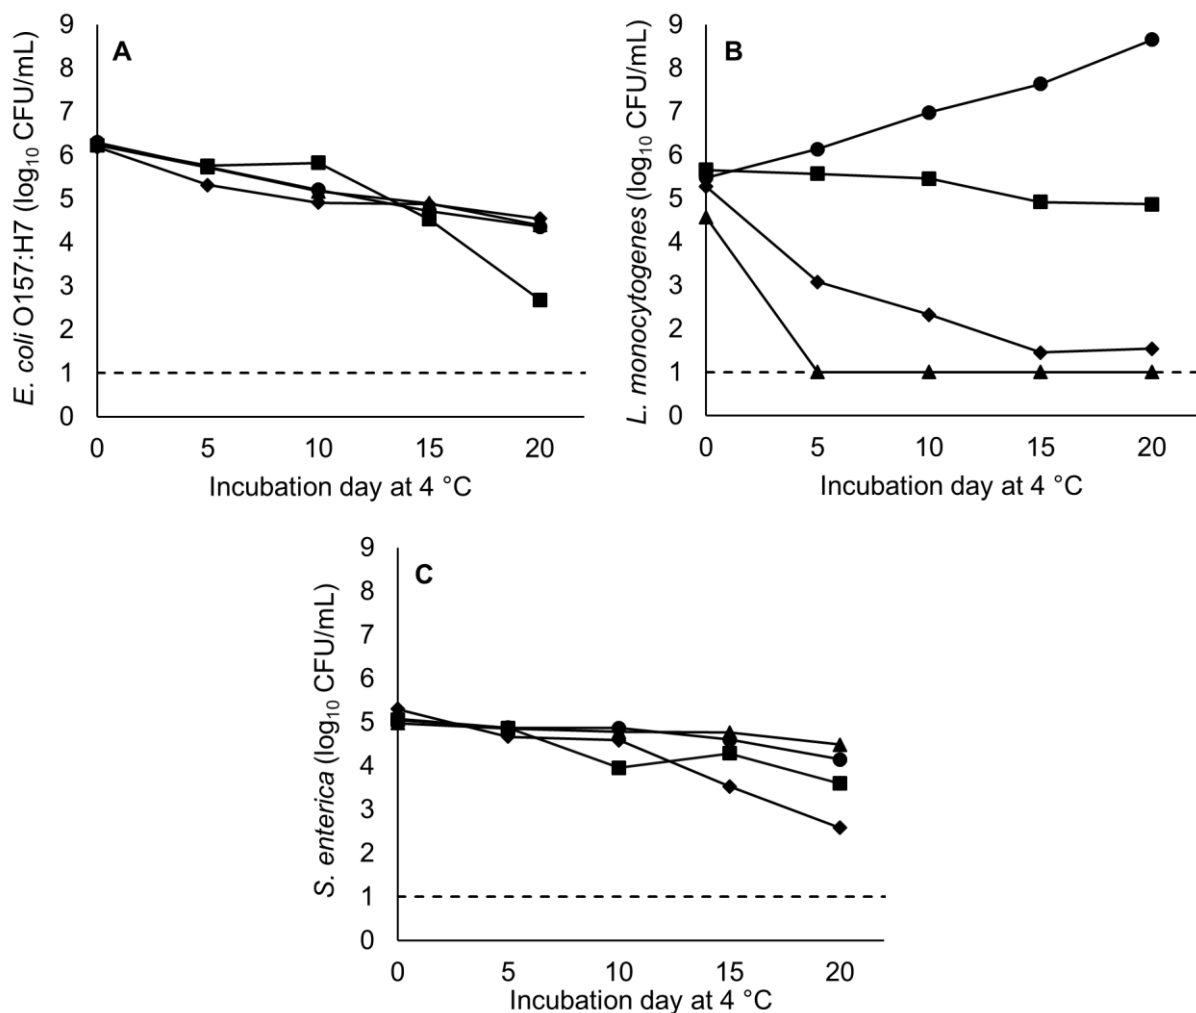 A
E. coli O157:H7 (log10 CFU/mL)
9
8
7
6
5
4
3
2
1
0
0 5 10 15 20
Incubation day at 4 °C
B
L. monocytogenes (log10 CFU/mL)
9
8
7
6
5
4
3
2
1
0
0 5 10 15 20
Incubation day at 4 °C
C
S. enterica (log10 CFU/mL)
9
8
7
6
5
4
3
2
1
0
0 5 10 15 20
Incubation day at 4 °C